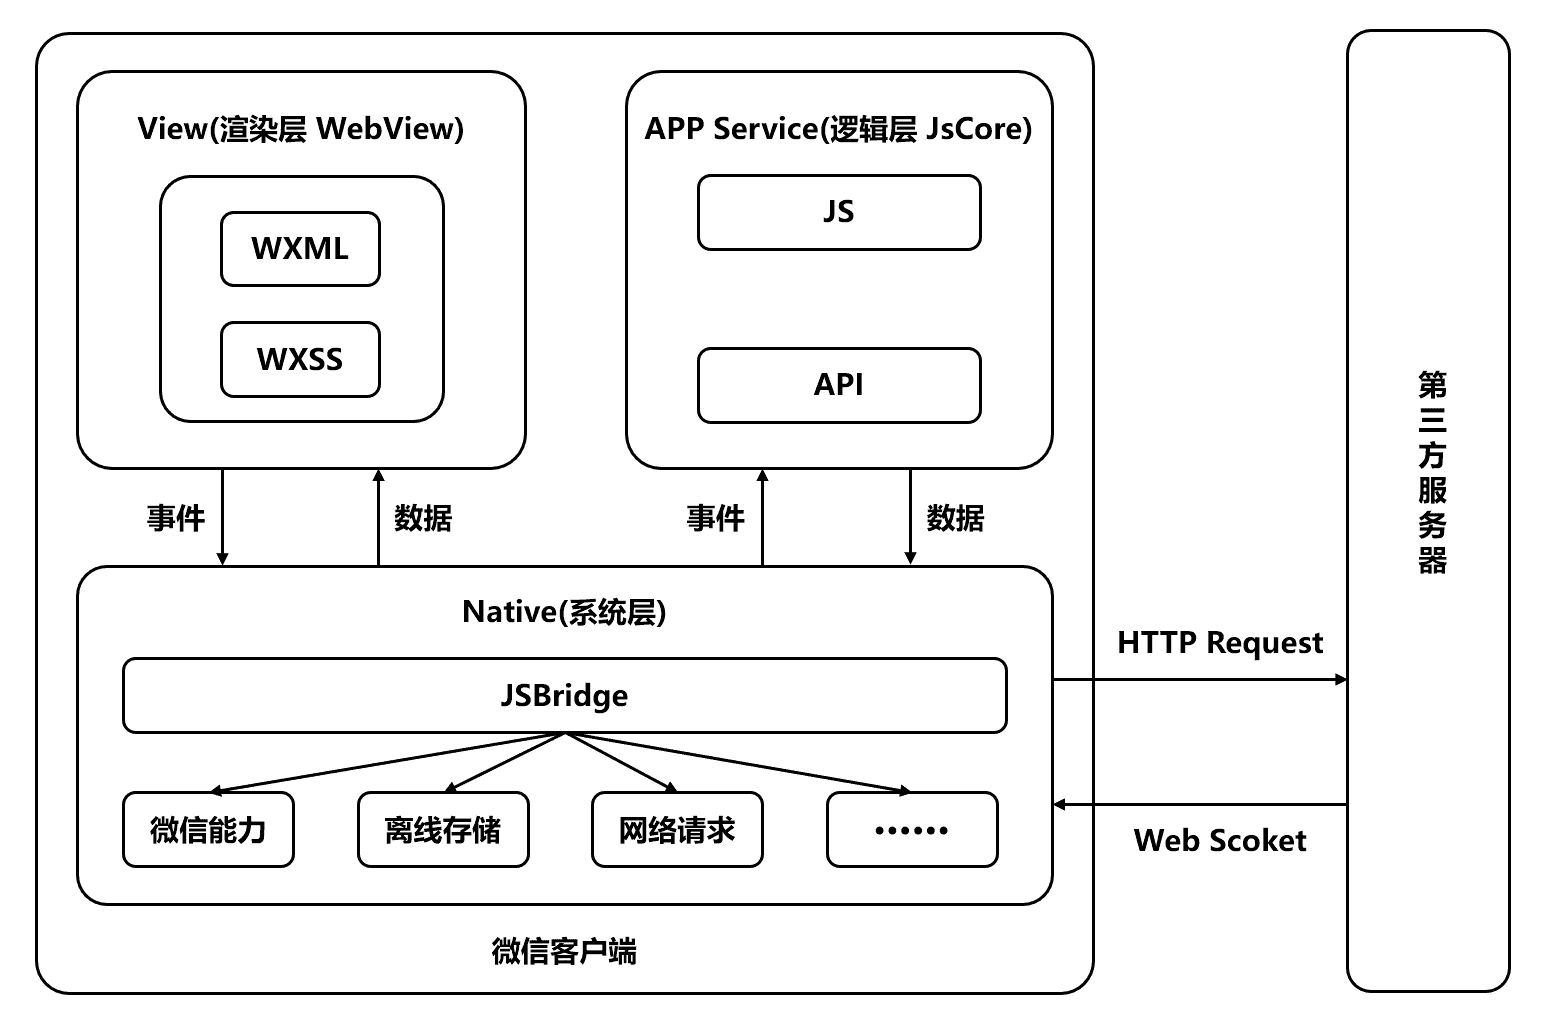 View(渲染层 WebView)
WXML
WXSS
APP Service(逻辑层 JsCore)
JS
API
事件
数据
事件
数据
Native(系统层)
JSBridge
微信能力
离线存储
网络请求
······
微信客户端
HTTP Request
Web Scoket
第三方服务器